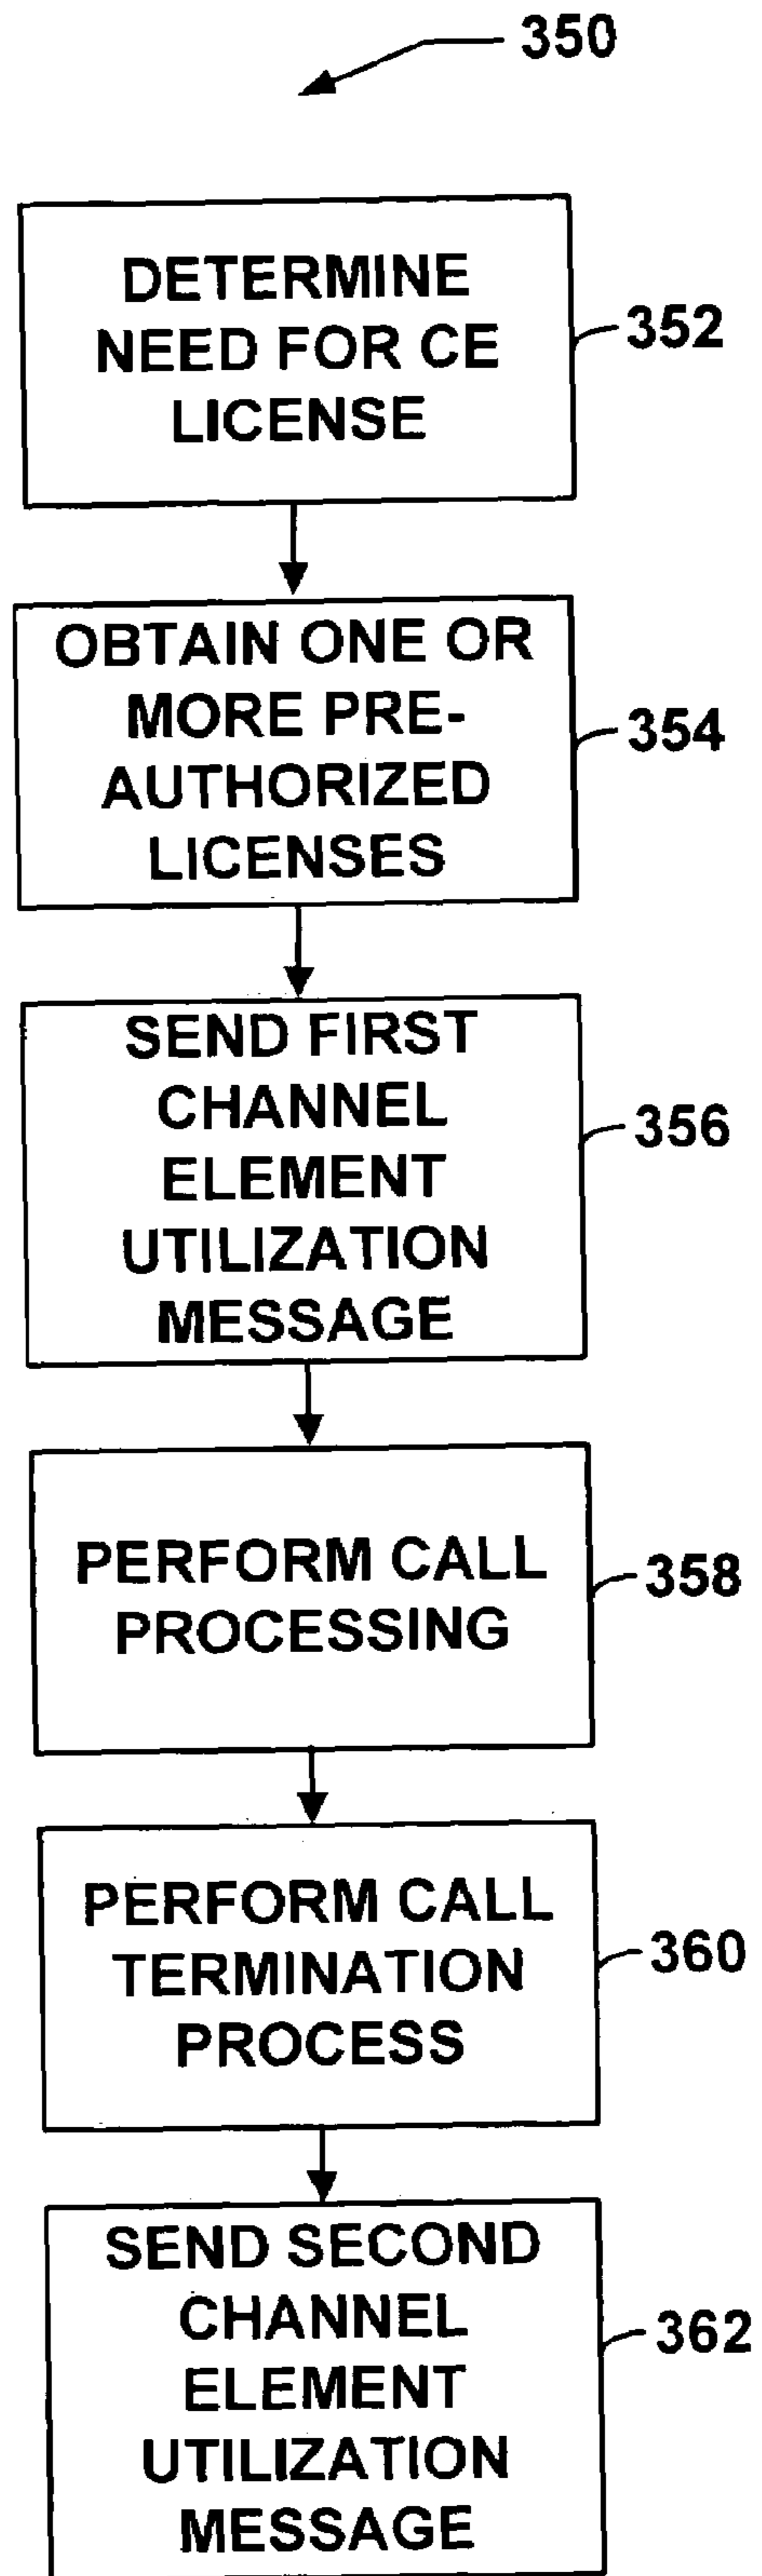 350
DETERMINE
NEED FOR CE
LICENSE
352
OBTAIN ONE OR
MORE PRE-
AUTHORIZED
LICENSES
354
SEND FIRST
CHANNEL
ELEMENT
UTILIZATION
MESSAGE
356
PERFORM CALL
PROCESSING
358
PERFORM CALL
TERMINATION
PROCESS
360
SEND SECOND
CHANNEL
ELEMENT
UTILIZATION
MESSAGE
362